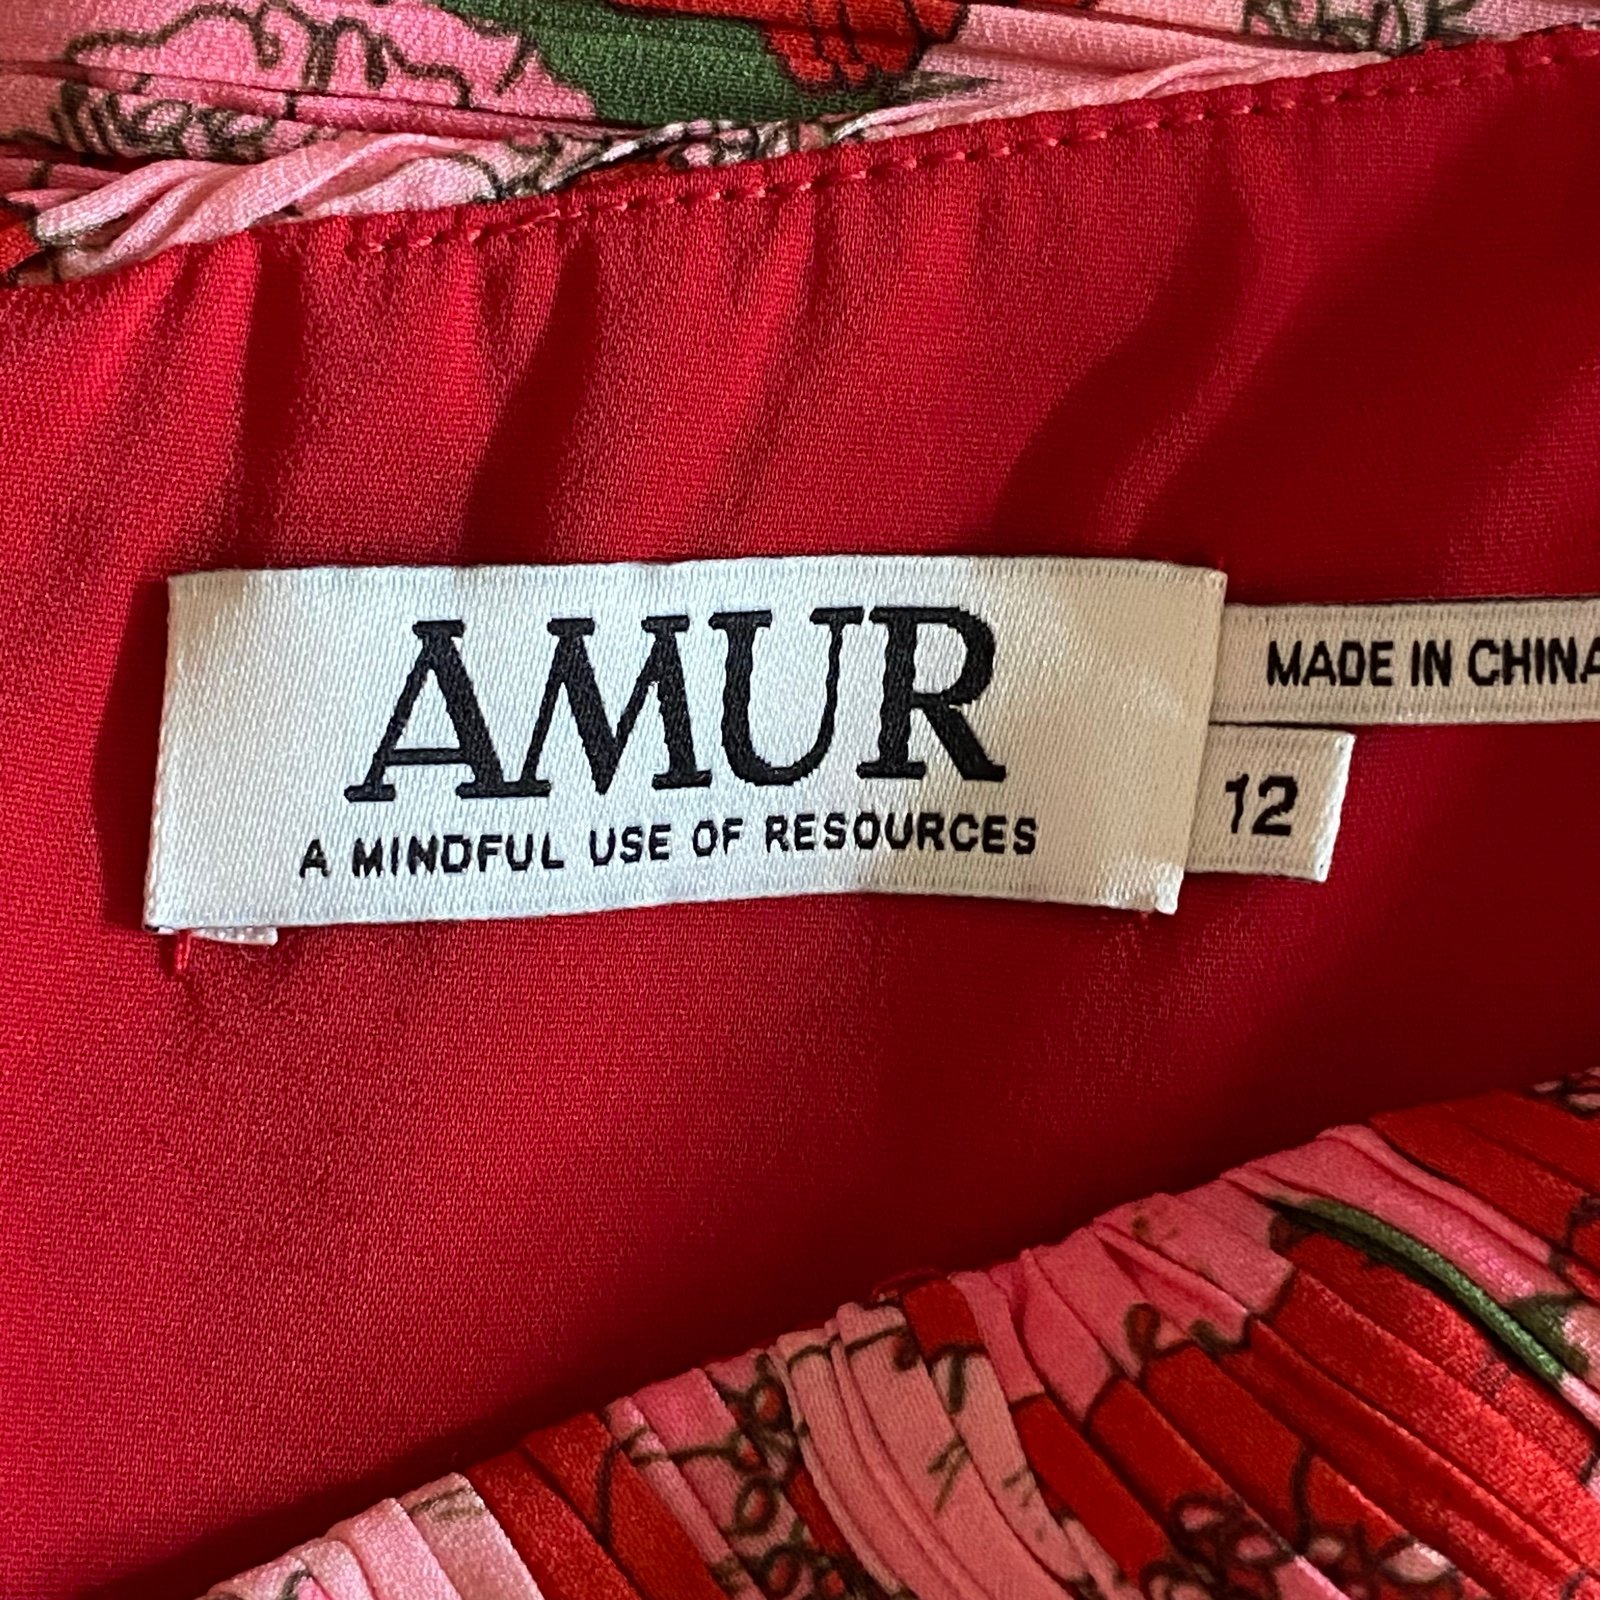 AMUR
A MINDFUL USE OF RESOURCES
MADE IN CHINA
12